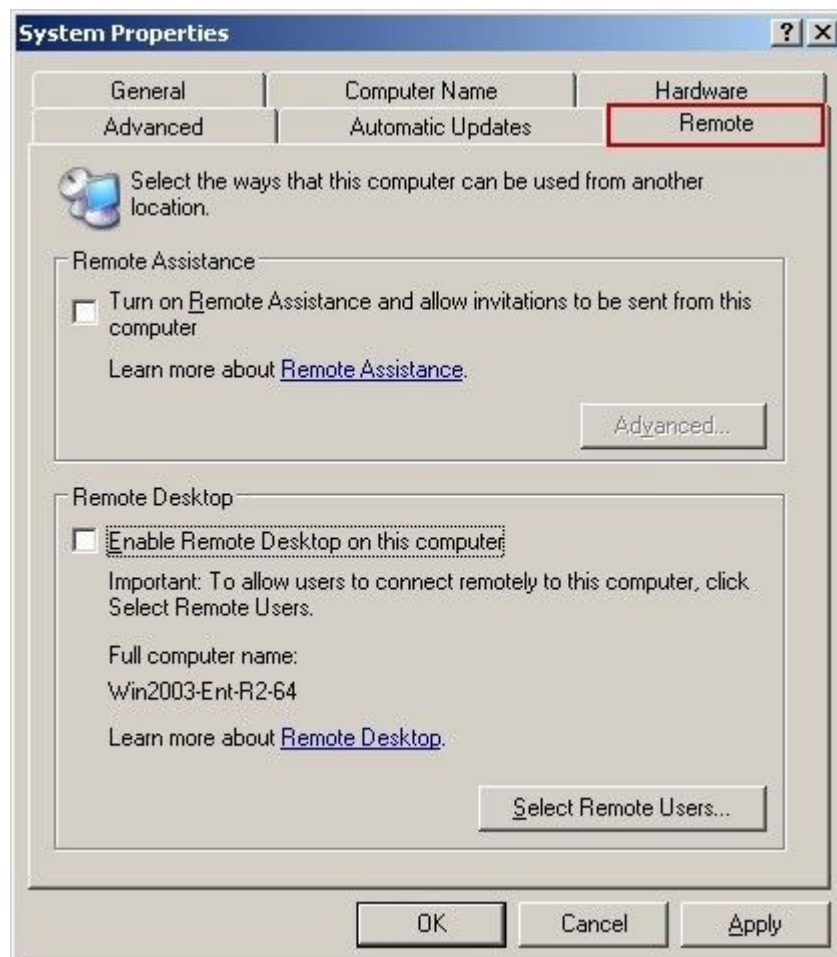 System Properties
General
Computer Name
Hardware
Advanced
Automatic Updates
Remote
Select the ways that this computer can be used from another
location.
Remote Assistance
Turn on Remote Assistance and allow invitations to be sent from this
computer
Learn more about Remote Assistance.
Advanced...
Remote Desktop
Enable Remote Desktop on this computer
Important: To allow users to connect remotely to this computer, click
Select Remote Users.
Full computer name:
Win2003-Ent-R2-64
Learn more about Remote Desktop.
Select Remote Users...
OK
Cancel
Apply